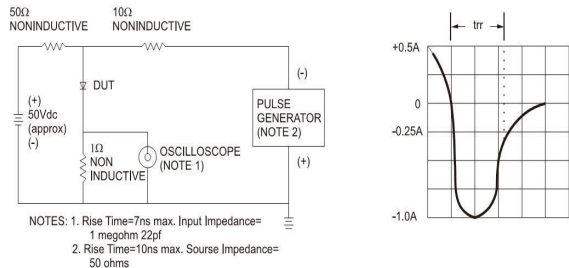 50Ω
NONINDUCTIVE
10Ω
NONINDUCTIVE
DUT
(+)
50Vdc
(approx)
(-)
1Ω
NON
INDUCTIVE
OSCILLOSCOPE
(NOTE 1)
(-)
PULSE
GENERATOR
(NOTE 2)
(+)
NOTES: 1. Rise Time=7ns max. Input Impedance=
1 megohm 22pf
2. Rise Time=10ns max. Sourse Impedance=
50 ohms
trr
+0.5A
0
-0.25A
-1.0A